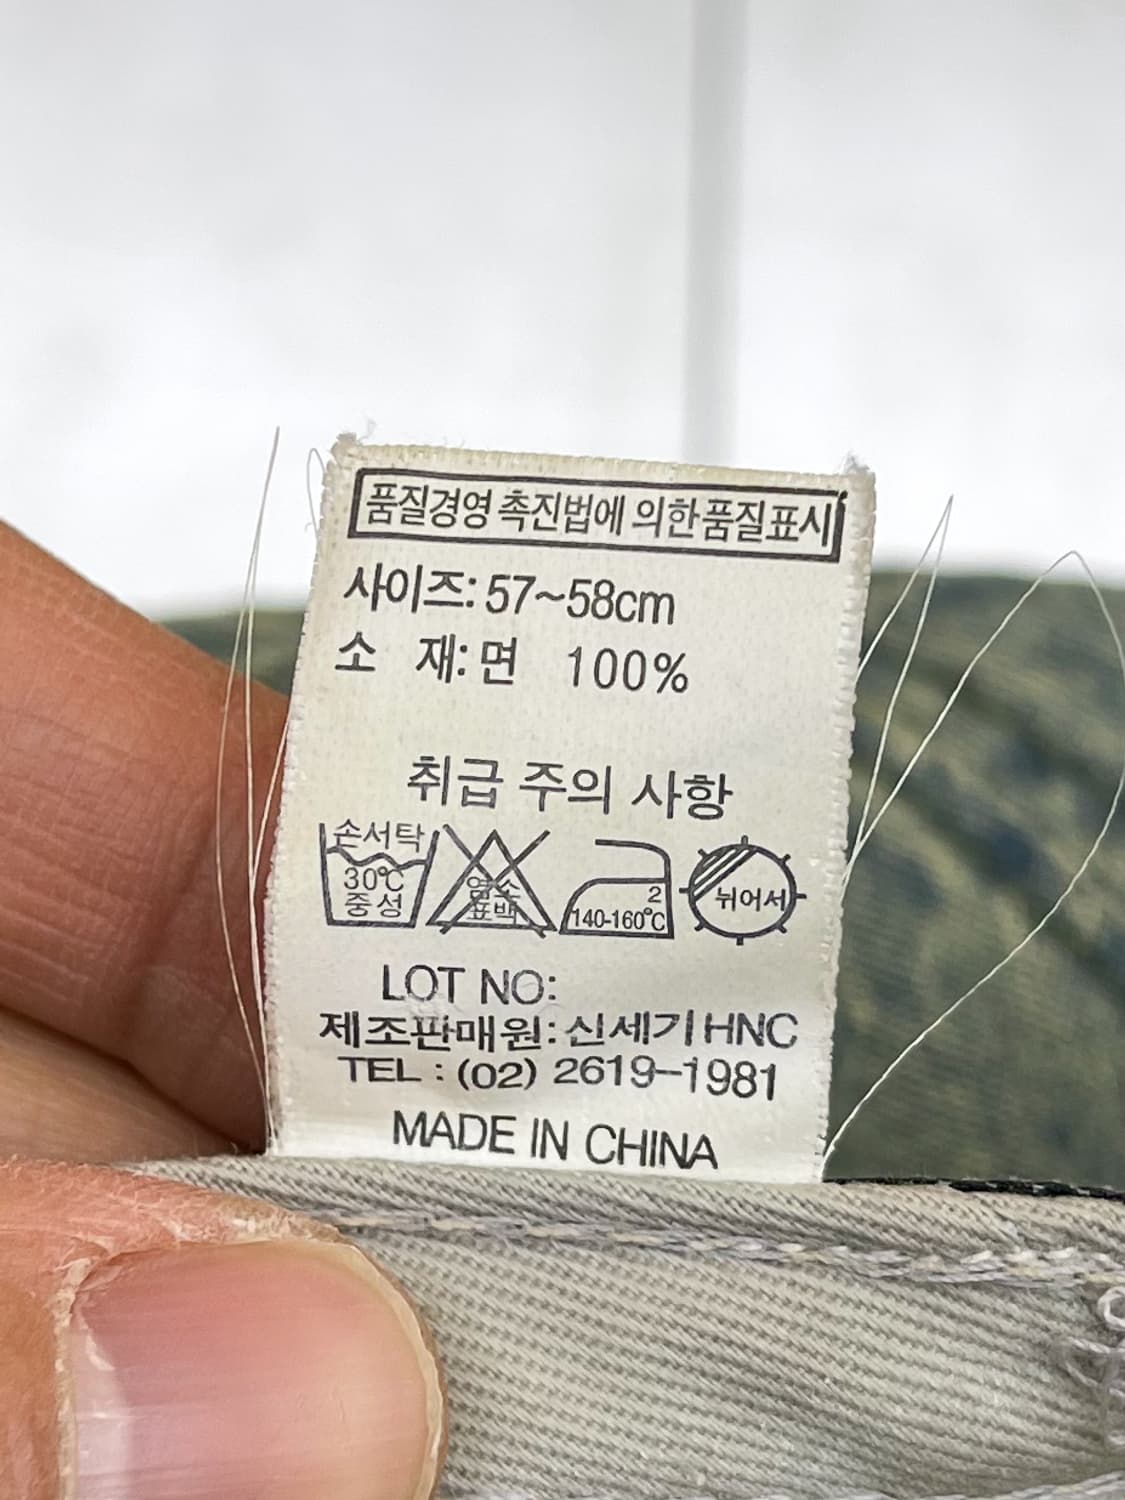 품질경영 촉진법에 의한 품질표시
사이즈: 57~58cm
소 재: 면 100%
취급 주의 사항
손서탁
30℃
중성
염소
표백
2
140-160℃
뉘어서
LOT NO:
제조판매원: 신세기 HNC
TEL : (02) 2619-1981
MADE IN CHINA